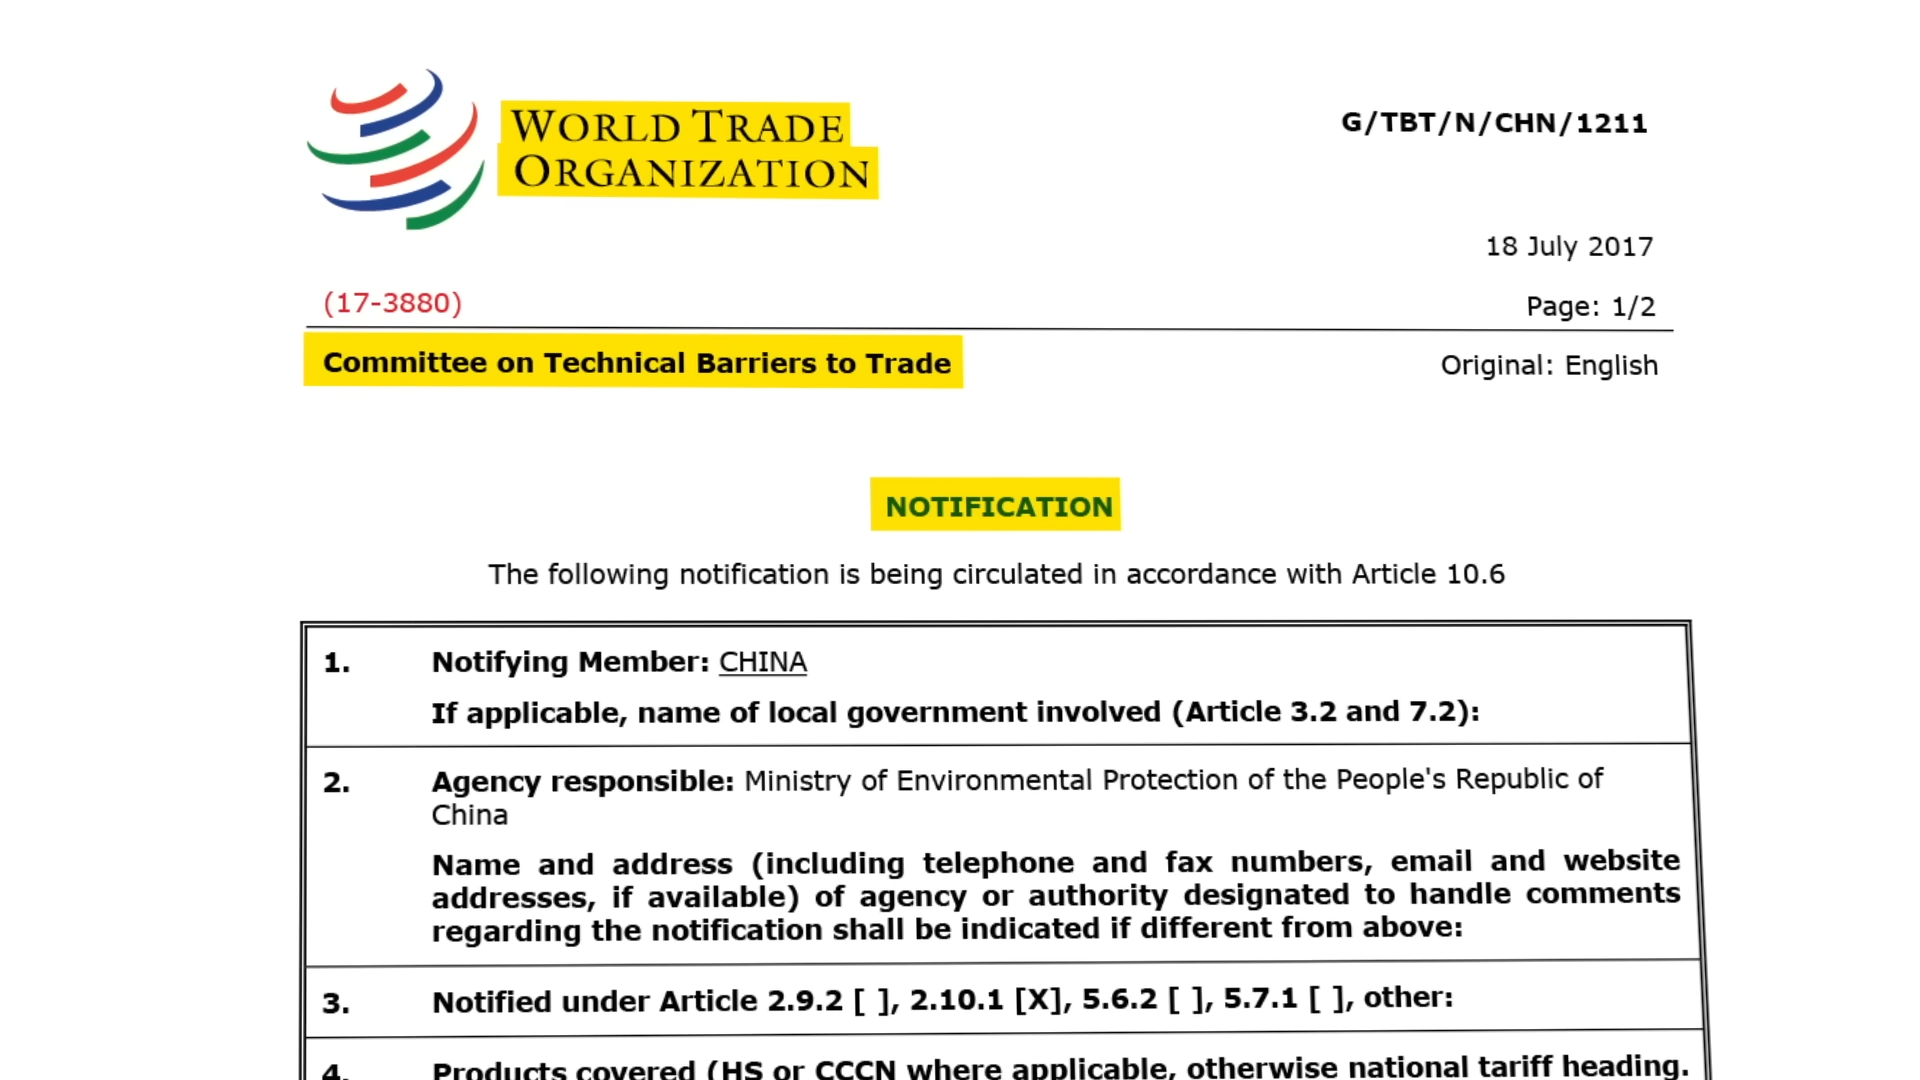 WORLD TRADE
ORGANIZATION
G/TBT/N/CHN/1211
18 July 2017
(17-3880)
Page: 1/2
Committee on Technical Barriers to Trade
Original: English
NOTIFICATION
The following notification is being circulated in accordance with Article 10.6
1. Notifying Member: CHINA
If applicable, name of local government involved (Article 3.2 and 7.2):
2. Agency responsible: Ministry of Environmental Protection of the People's Republic of
China
Name and address (including telephone and fax numbers, email and website
addresses, if available) of agency or authority designated to handle comments
regarding the notification shall be indicated if different from above:
3. Notified under Article 2.9.2 [ ], 2.10.1 [X], 5.6.2 [ ], 5.7.1 [ ], other:
4. Products covered (HS or CCCN where applicable, otherwise national tariff heading.